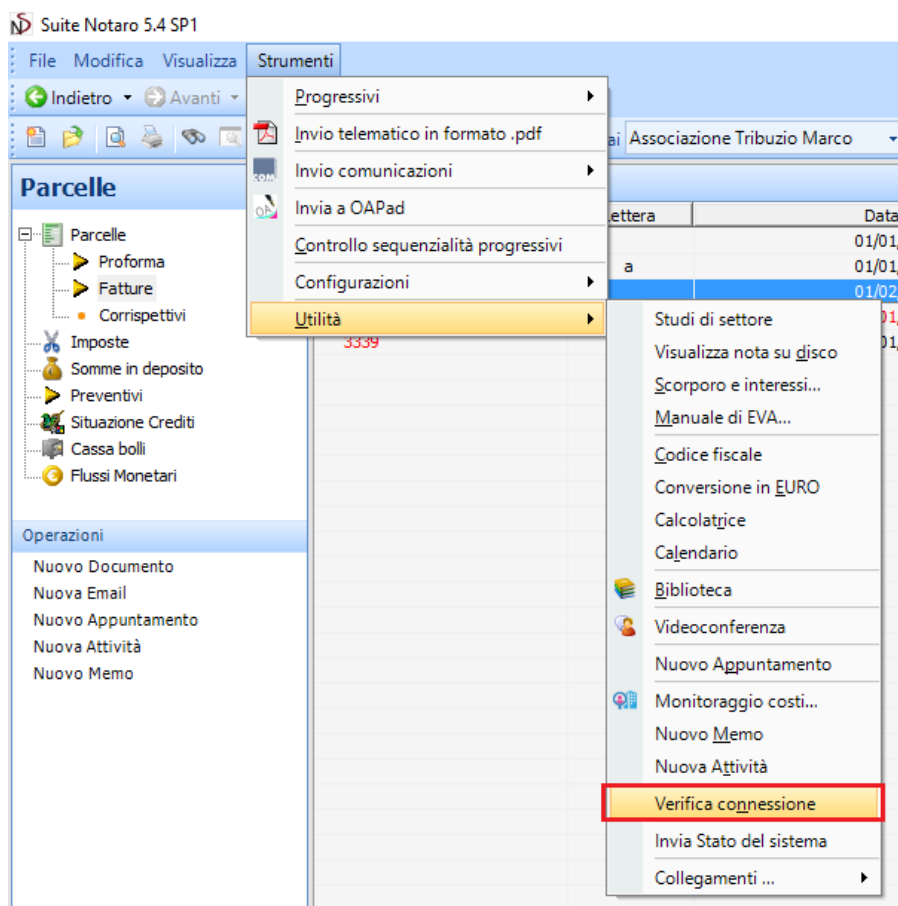 Suite Notaro 5.4 SP1
File Modifica Visualizza Strumenti
Indietro Avanti
Associazione Tribuzio Marco
Parcelle
Parcelle
Proforma
Fatture
Corrispettivi
Imposte
Somme in deposito
Preventivi
Situazione Crediti
Cassa bolli
Flussi Monetari
Operazioni
Nuovo Documento
Nuova Email
Nuovo Appuntamento
Nuova Attività
Nuovo Memo
Progressivi
Invio telematico in formato .pdf
Invio comunicazioni
Invia a OAPad
Controllo sequenzialità progressivi
Configurazioni
Utilità
ettera Data
01/01
a 01/01
01/02
3339
Studi di settore
Visualizza nota su disco
Scorporo e interessi...
Manuale di EVA...
Codice fiscale
Conversione in EURO
Calcolatrice
Calendario
Biblioteca
Videoconferenza
Nuovo Appuntamento
Monitoraggio costi...
Nuovo Memo
Nuova Attività
Verifica connessione
Invia Stato del sistema
Collegamenti ...